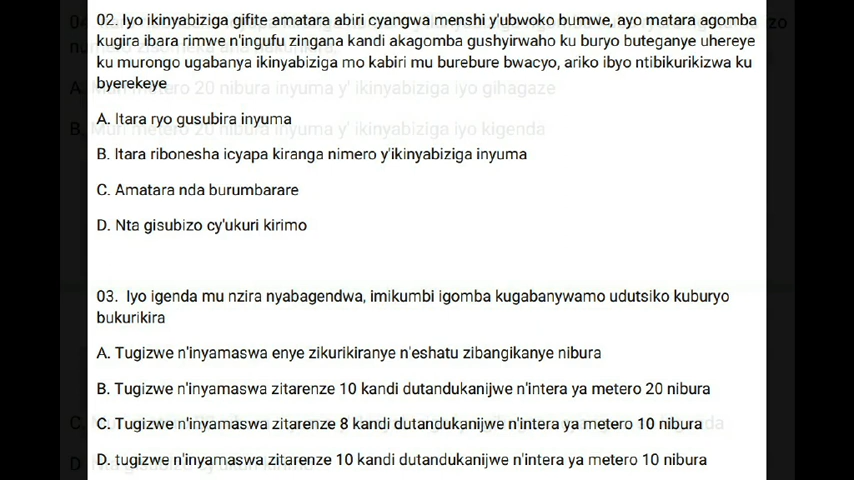 02. Iyo ikinyabiziga gifite amatara abiri cyangwa menshi y'ubwoko bumwe, ayo matara agomba
kugira ibara rimwe n'ingufu zingana kandi akagomba gushyirwaho ku buryo buteganye uhereye
ku murongo ugabanya ikinyabiziga mo kabiri mu burebure bwacyo, ariko ibyo ntibikurikizwa ku
byerekeye
A. Itara ryo gusubira inyuma
B. Itara ribonesha icyapa kiranga nimero y'ikinyabiziga inyuma
C. Amatara nda burumbarare
D. Nta gisubizo cy'ukuri kirimo
03. Iyo igenda mu nzira nyabagendwa, imikumbi igomba kugabanywamo udutsiko kuburyo
bukurikira
A. Tugizwe n'inyamaswa enye zikurikiranye n'eshatu zibangikanye nibura
B. Tugizwe n'inyamaswa zitarenze 10 kandi dutandukanijwe n'intera ya metero 20 nibura
C. Tugizwe n'inyamaswa zitarenze 8 kandi dutandukanijwe n'intera ya metero 10 nibura
D. tugizwe n'inyamaswa zitarenze 10 kandi dutandukanijwe n'intera ya metero 10 nibura